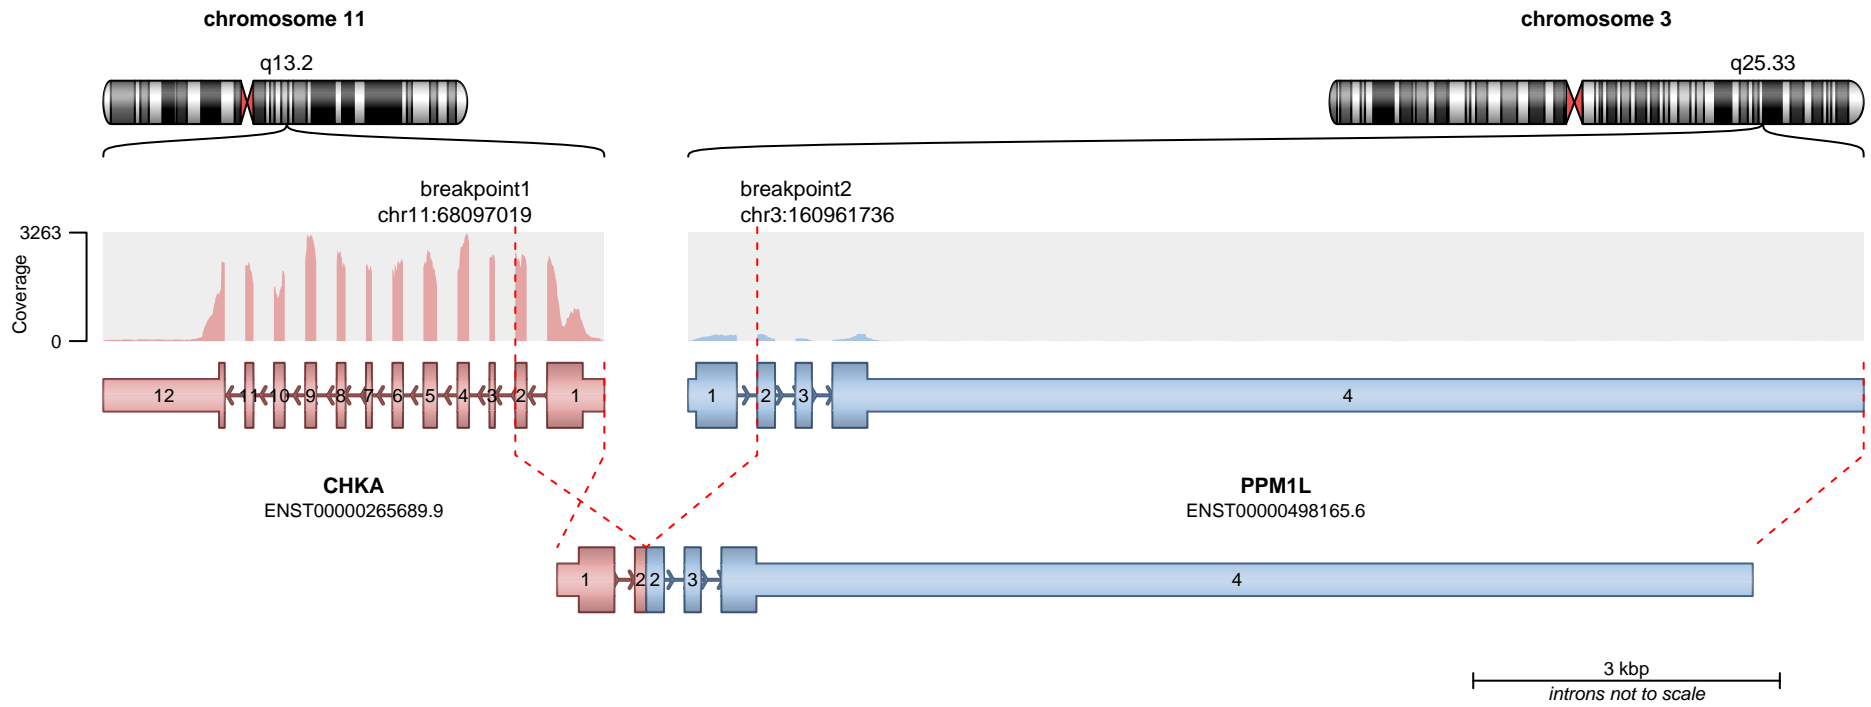 chromosome 11
chromosome 3
q13.2
q25.33
breakpoint1
chr11:68097019
breakpoint2
chr3:160961736
3263
Coverage
0
12 11 10 9 8 7 6 5 4 3 2 1
1 2 3 4
CHKA
ENST00000265689.9
PPM1L
ENST00000498165.6
1 2 2 3 4
3 kbp
introns not to scale